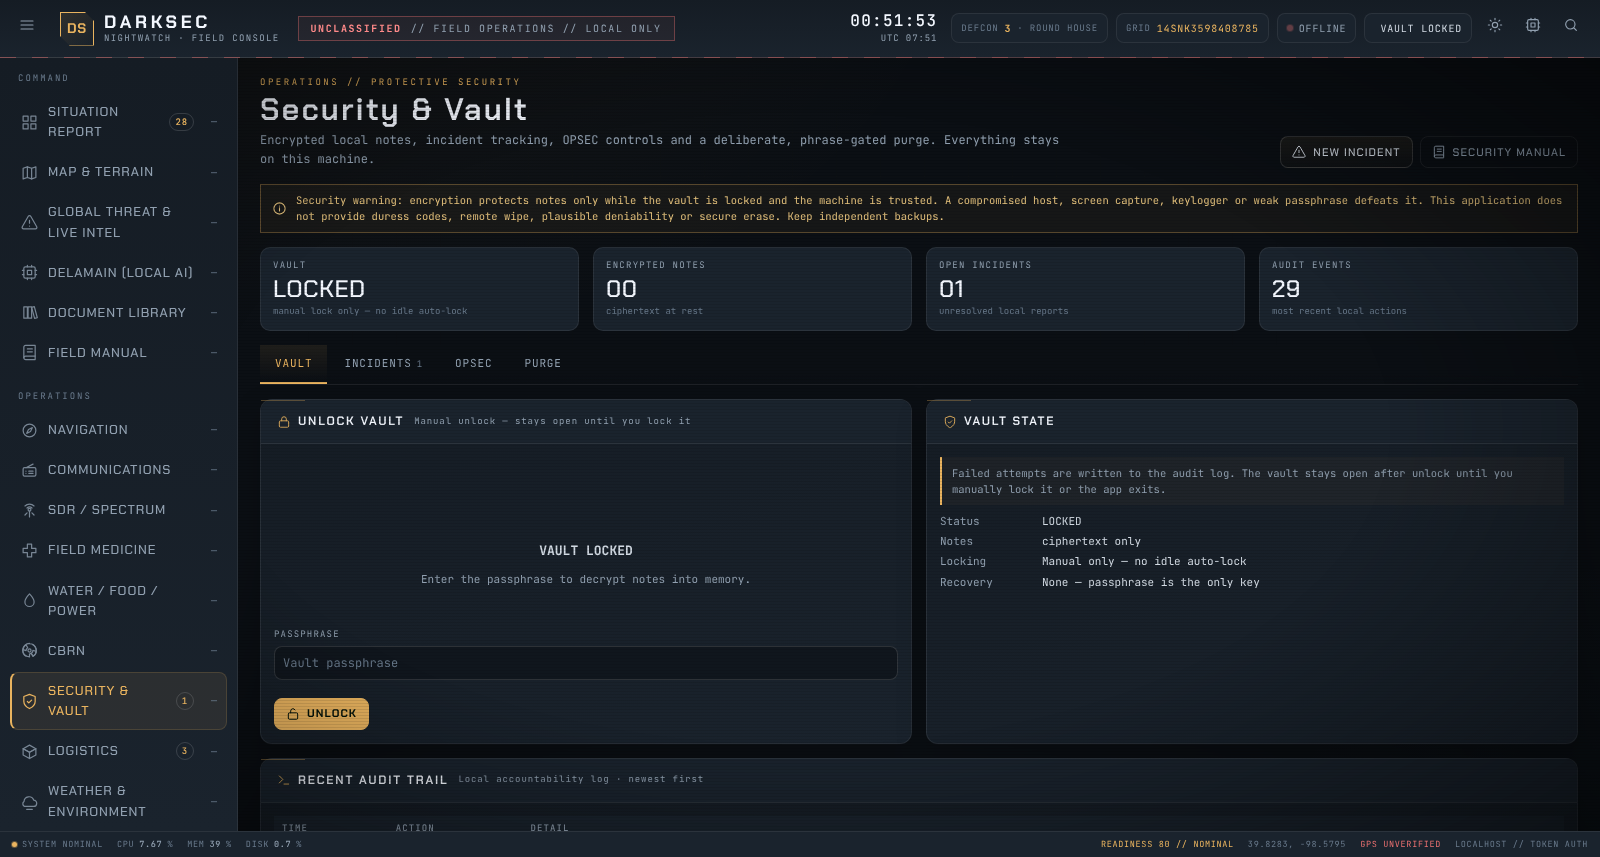 DS
DARKSEC
NIGHTWATCH · FIELD CONSOLE
UNCLASSIFIED // FIELD OPERATIONS // LOCAL ONLY
00:51:53
UTC 07:51
DEFCON 3 · ROUND HOUSE
GRID 14SNK3598408785
OFFLINE
VAULT LOCKED
COMMAND
SITUATION
REPORT
28
—
MAP & TERRAIN
—
GLOBAL THREAT &
LIVE INTEL
—
DELAMAIN (LOCAL AI)
—
DOCUMENT LIBRARY
—
FIELD MANUAL
—
OPERATIONS
NAVIGATION
—
COMMUNICATIONS
—
SDR / SPECTRUM
—
FIELD MEDICINE
—
WATER / FOOD /
POWER
—
CBRN
—
SECURITY &
VAULT
1
—
LOGISTICS
3
—
WEATHER &
ENVIRONMENT
—
OPERATIONS // PROTECTIVE SECURITY
Security & Vault
Encrypted local notes, incident tracking, OPSEC controls and a deliberate, phrase-gated purge. Everything stays
on this machine.
NEW INCIDENT
SECURITY MANUAL
Security warning: encryption protects notes only while the vault is locked and the machine is trusted. A compromised host, screen capture, keylogger or weak passphrase defeats it. This application does
not provide duress codes, remote wipe, plausible deniability or secure erase. Keep independent backups.
VAULT
LOCKED
manual lock only — no idle auto-lock
ENCRYPTED NOTES
00
ciphertext at rest
OPEN INCIDENTS
01
unresolved local reports
AUDIT EVENTS
29
most recent local actions
VAULT
INCIDENTS 1
OPSEC
PURGE
UNLOCK VAULT
Manual unlock — stays open until you lock it
VAULT LOCKED
Enter the passphrase to decrypt notes into memory.
PASSPHRASE
Vault passphrase
UNLOCK
VAULT STATE
Failed attempts are written to the audit log. The vault stays open after unlock until you
manually lock it or the app exits.
Status LOCKED
Notes ciphertext only
Locking Manual only — no idle auto-lock
Recovery None — passphrase is the only key
RECENT AUDIT TRAIL
Local accountability log · newest first
TIME ACTION DETAIL
SYSTEM NOMINAL
CPU 7.67 %
MEM 39 %
DISK 0.7 %
READINESS 80 // NOMINAL
39.8283, -98.5795
GPS UNVERIFIED
LOCALHOST // TOKEN AUTH